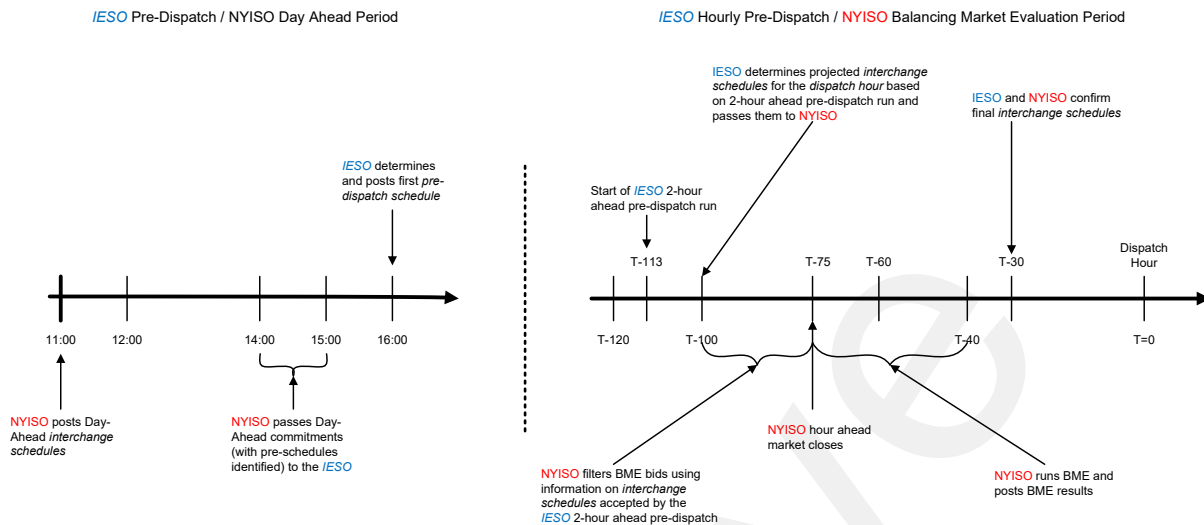 IESO Pre-Dispatch / NYISO Day Ahead Period
IESO Hourly Pre-Dispatch / NYISO Balancing Market Evaluation Period
IESO determines
and posts first pre-
dispatch schedule
11:00
12:00
14:00
15:00
16:00
NYISO posts Day-
Ahead interchange
schedules
NYISO passes Day-
Ahead commitments
(with pre-schedules
identified) to the IESO
IESO determines projected interchange
schedules for the dispatch hour based
on 2-hour ahead pre-dispatch run and
passes them to NYISO
IESO and NYISO confirm
final interchange schedules
Start of IESO 2-hour
ahead pre-dispatch run
Dispatch
Hour
T-113
T-75
T-60
T-30
T-120
T-100
T-40
T=0
NYISO hour ahead
market closes
NYISO filters BME bids using
information on interchange
schedules accepted by the
IESO 2-hour ahead pre-dispatch
NYISO runs BME and
posts BME results